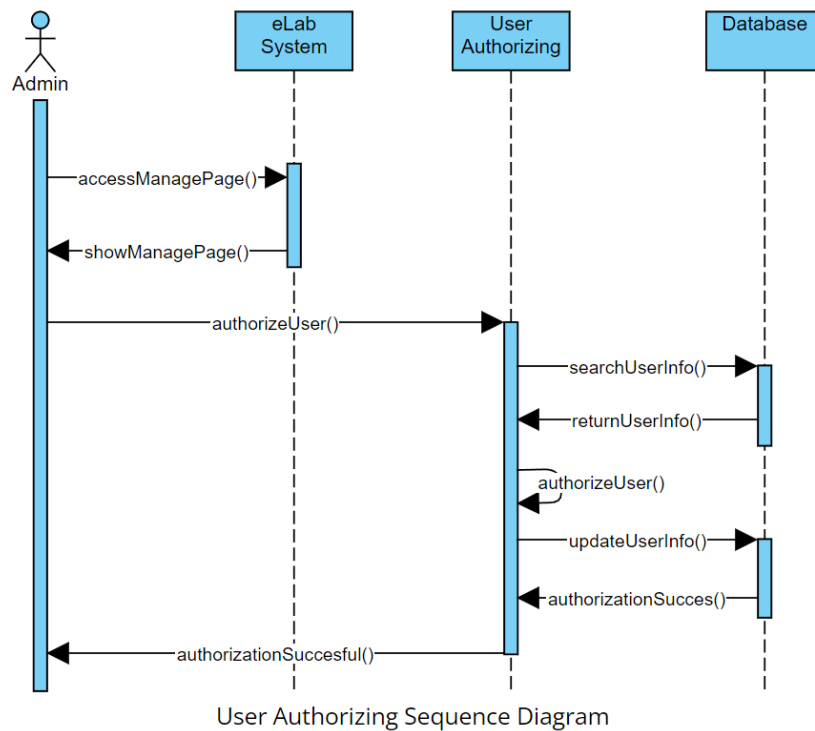 eLab
System
User
Authorizing
Database
Admin
accessManagePage()
showManagePage()
authorizeUser()
searchUserInfo()
returnUserInfo()
authorizeUser()
updateUserInfo()
authorizationSucces()
authorizationSuccesful()
User Authorizing Sequence Diagram